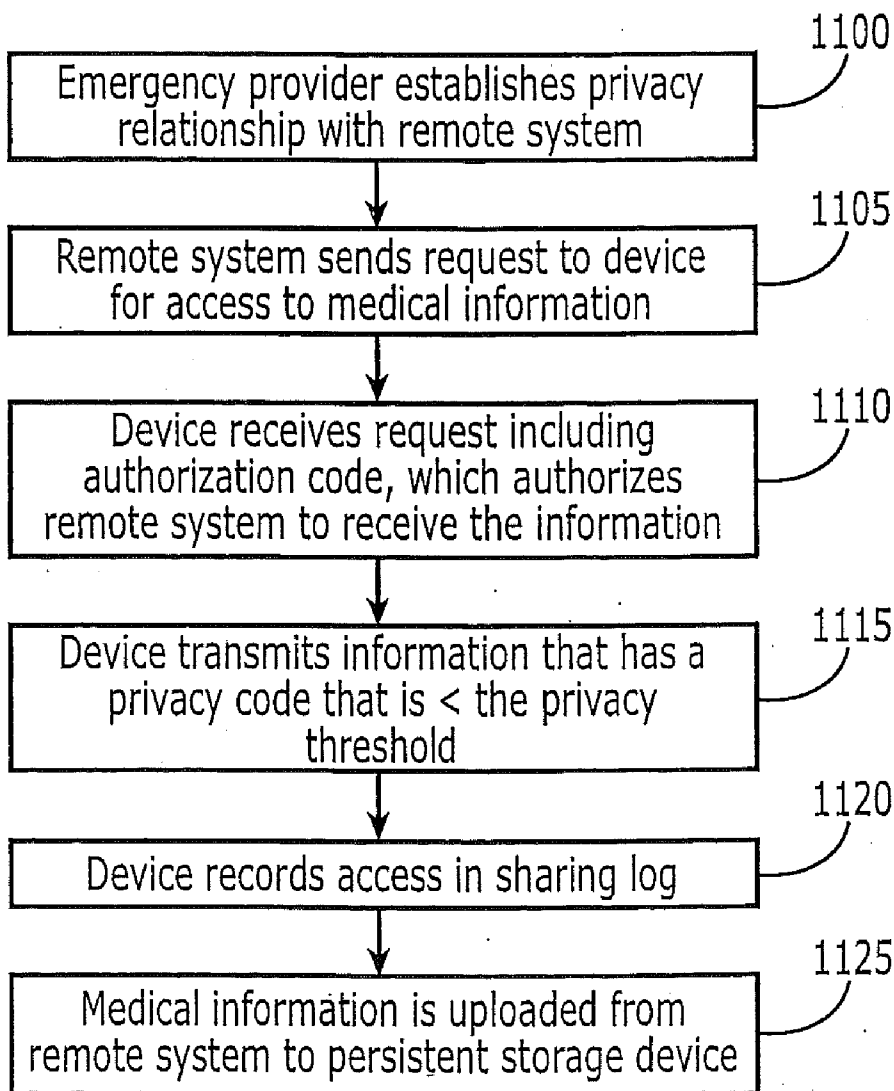 1100
Emergency provider establishes privacy
relationship with remote system
1105
Remote system sends request to device
for access to medical information
1110
Device receives request including
authorization code, which authorizes
remote system to receive the information
1115
Device transmits information that has a
privacy code that is < the privacy
threshold
1120
Device records access in sharing log
1125
Medical information is uploaded from
remote system to persistent storage device